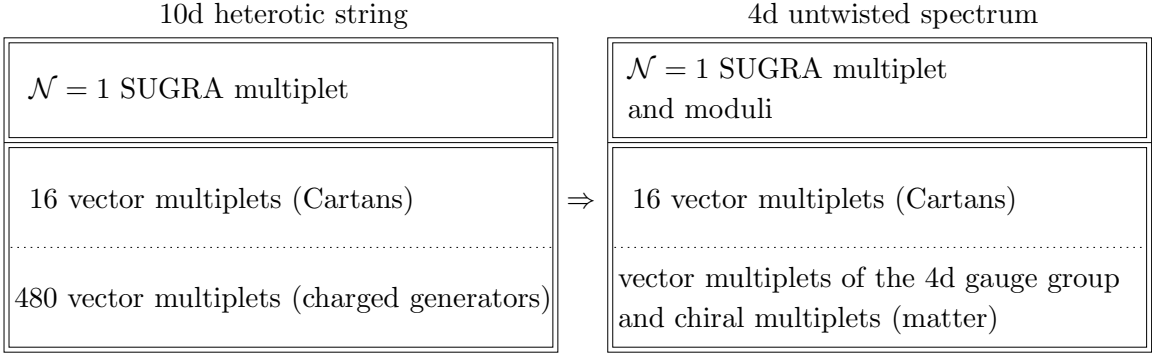 10d heterotic string
4d untwisted spectrum
𝒩 = 1 SUGRA multiplet
𝒩 = 1 SUGRA multiplet
and moduli
16 vector multiplets (Cartans)
⇒
16 vector multiplets (Cartans)
480 vector multiplets (charged generators)
vector multiplets of the 4d gauge group
and chiral multiplets (matter)